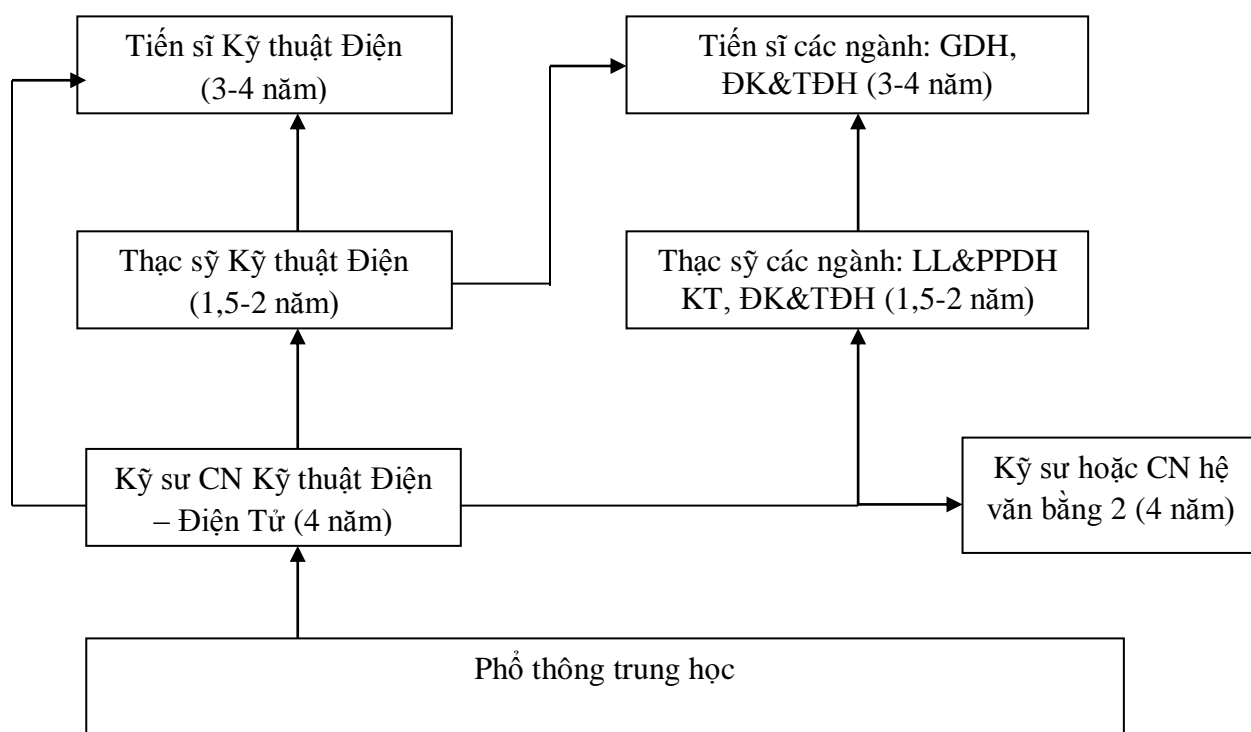 Tiến sĩ Kỹ thuật Điện
(3-4 năm)
Tiến sĩ các ngành: GDH,
ĐK&TĐH (3-4 năm)
Thạc sỹ Kỹ thuật Điện
(1,5-2 năm)
Thạc sỹ các ngành: LL&PPDH
KT, ĐK&TĐH (1,5-2 năm)
Kỹ sư CN Kỹ thuật Điện
– Điện Tử (4 năm)
Kỹ sư hoặc CN hệ
văn bằng 2 (4 năm)
Phổ thông trung học